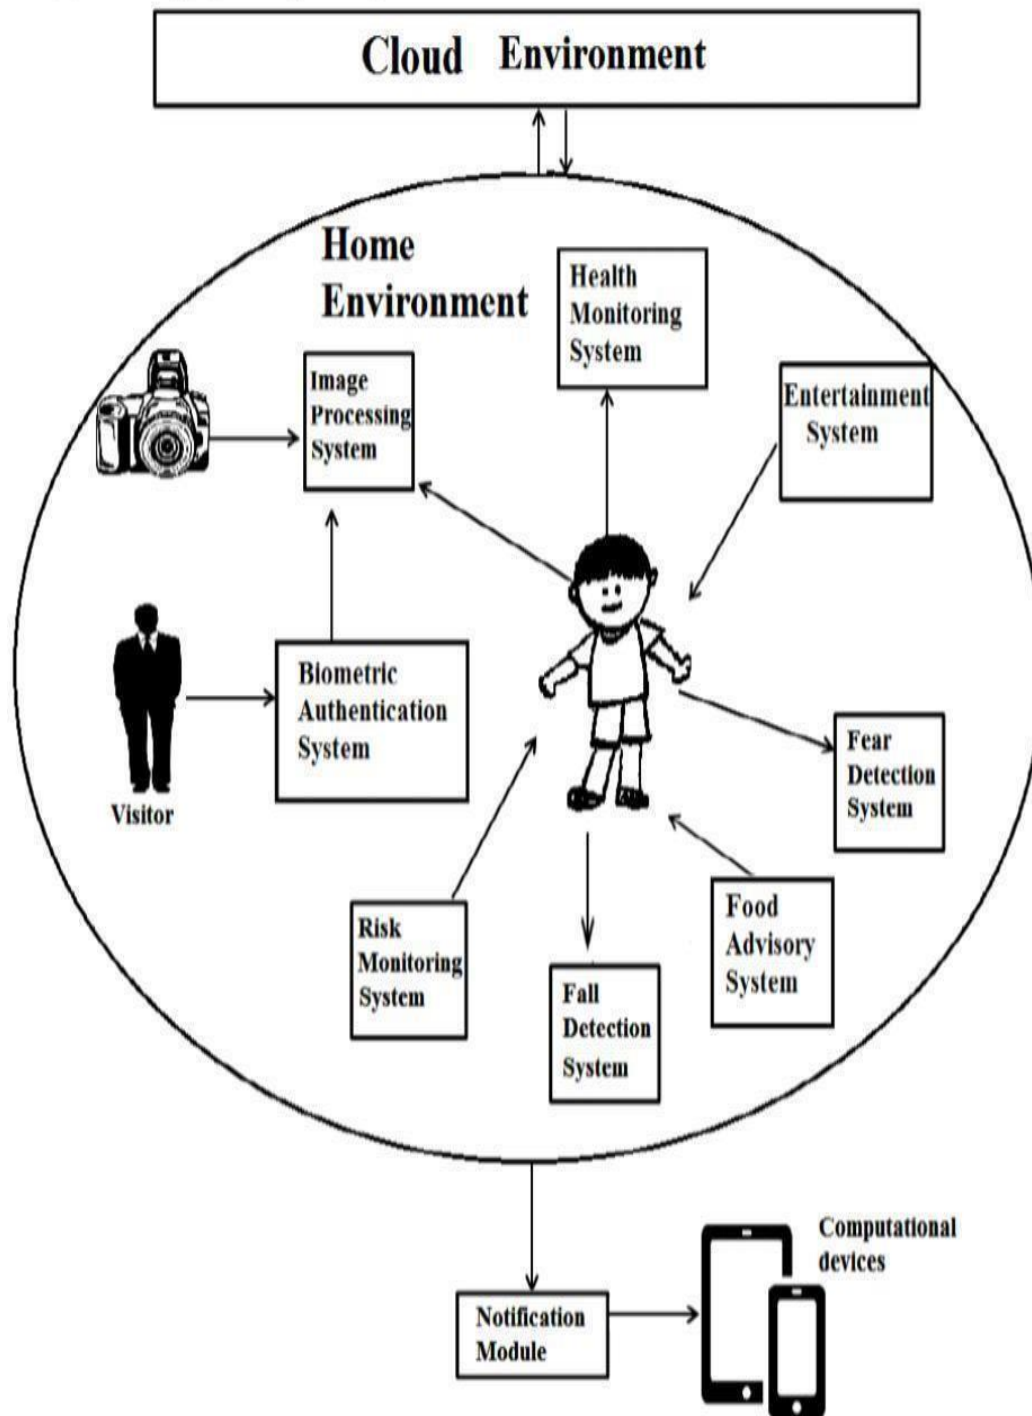 Cloud Environment
Home
Environment
Health
Monitoring
System
Image
Processing
System
Entertainment
System
Biometric
Authentication
System
Visitor
Fear
Detection
System
Food
Advisory
System
Risk
Monitoring
System
Fall
Detection
System
Computational
devices
Notification
Module